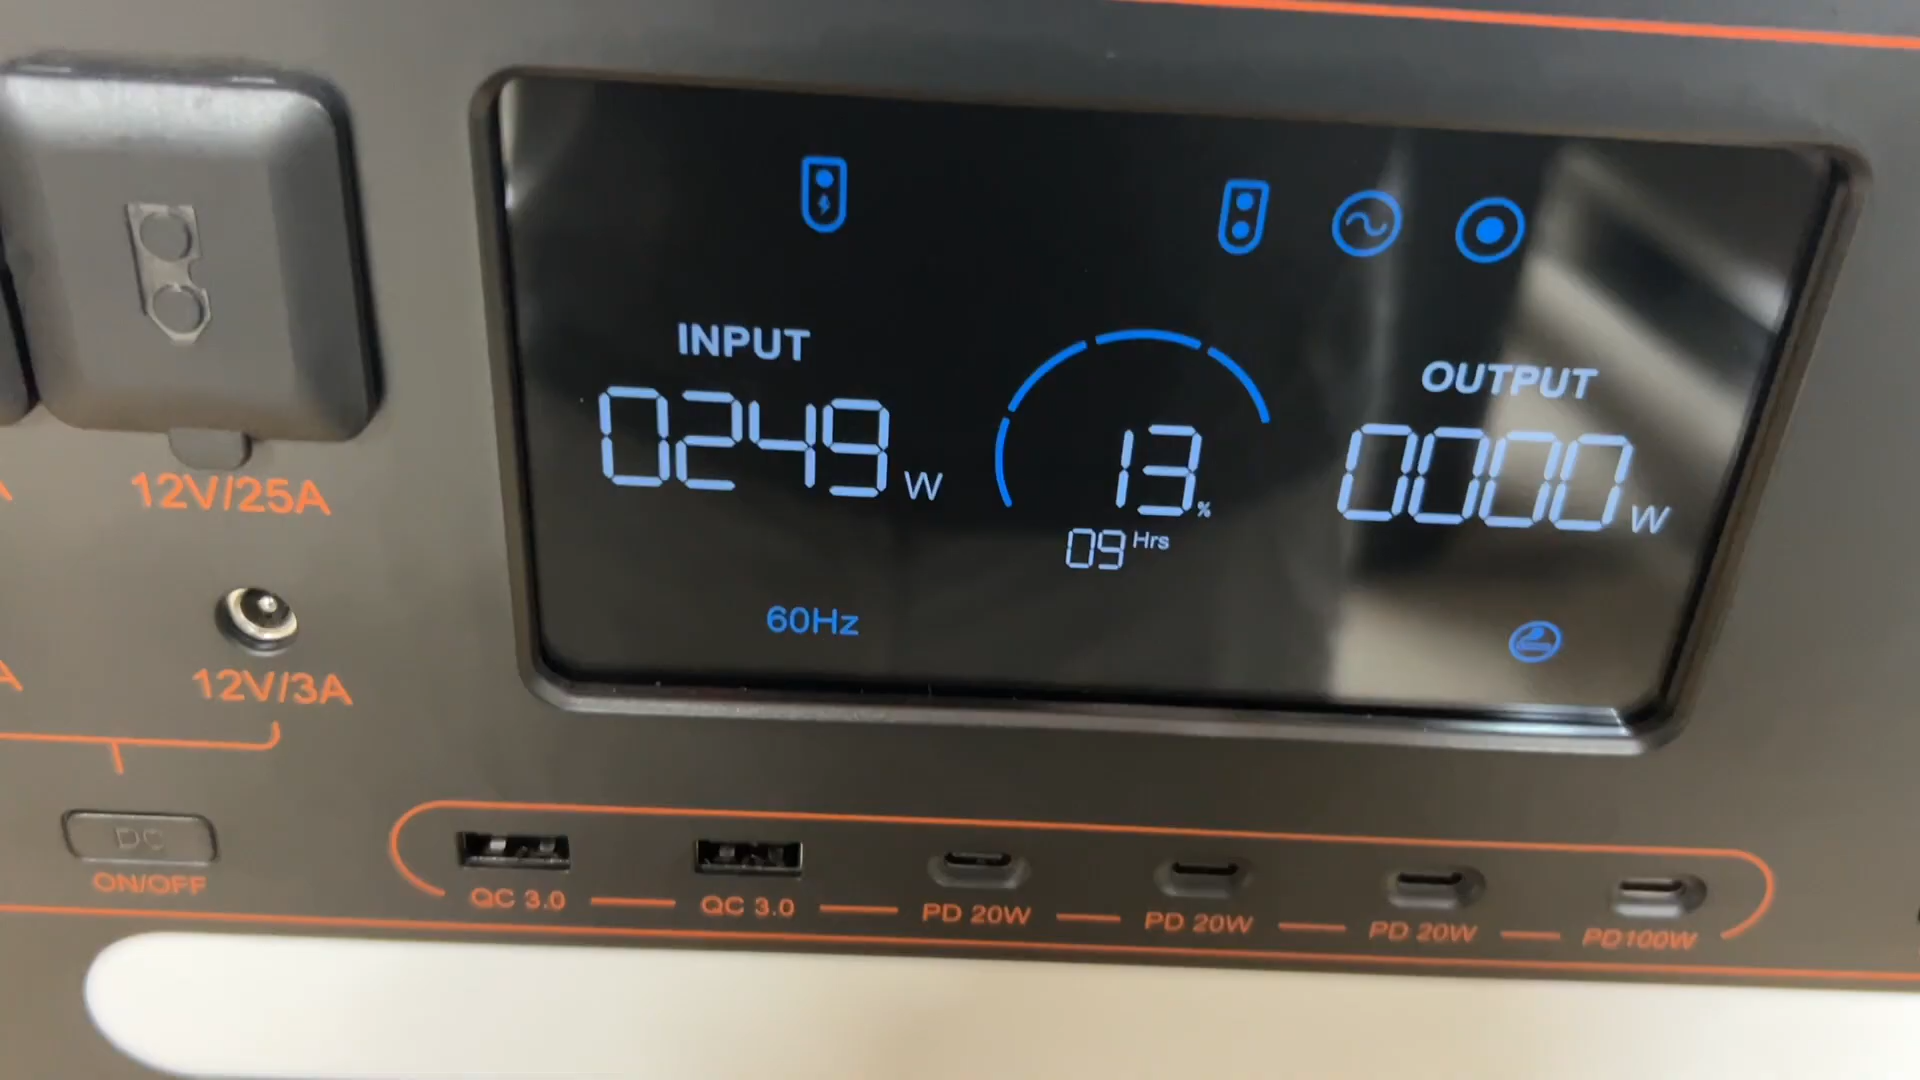 INPUT
0249 W
13 %
09 Hrs
OUTPUT
0000 W
60Hz
12V/25A
12V/3A
DC
ON/OFF
QC 3.0
QC 3.0
PD 20W
PD 20W
PD 20W
PD100W